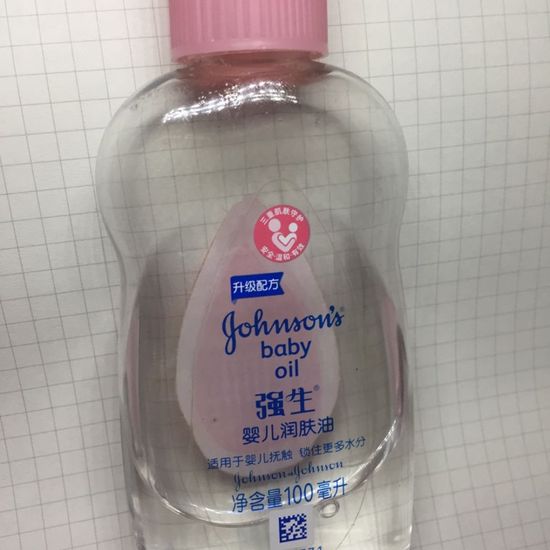 三重肌肤守护
安全·温和·有效
升级配方
Johnson's
baby
oil
强生®
婴儿润肤油
适用于婴儿抚触 锁住更多水分
Johnson & Johnson
净含量100毫升